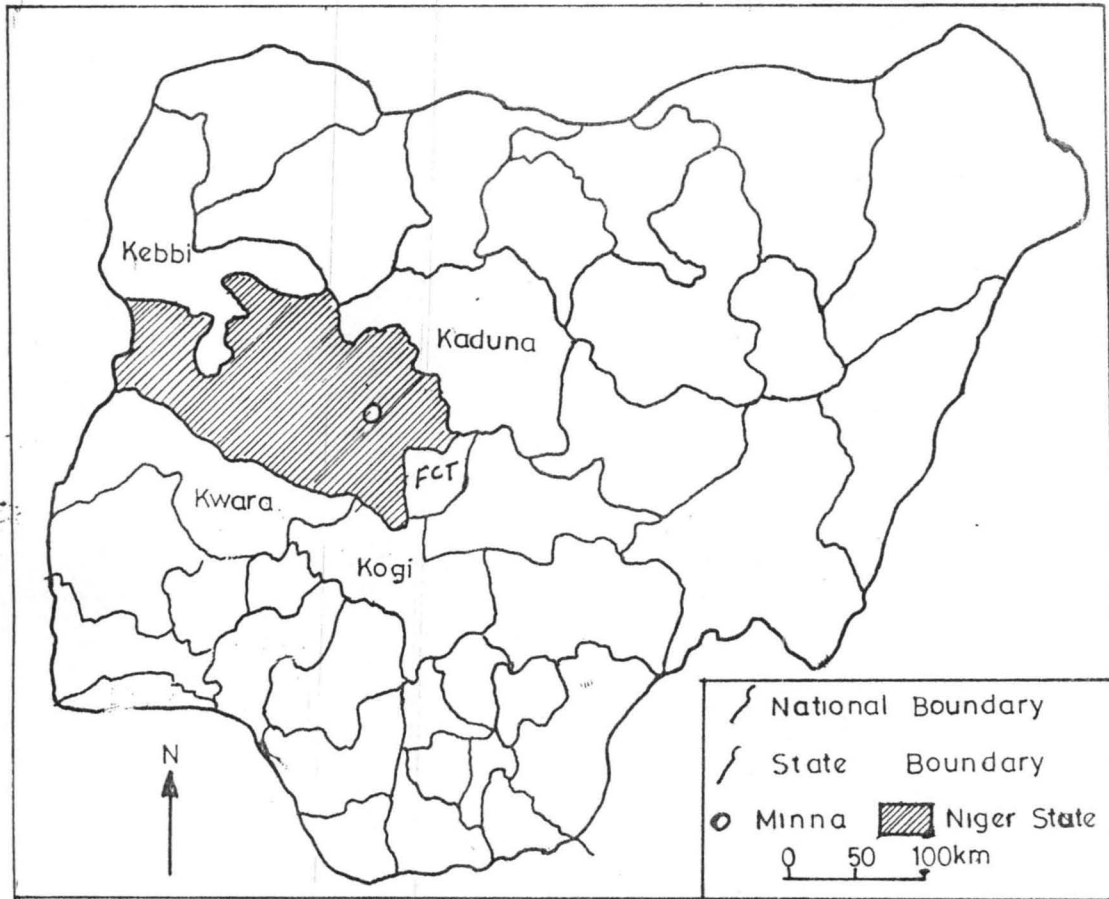 Kebbi
Kaduna
FCT
Kwara
Kogi
N
National Boundary
State Boundary
Minna Niger State
0 50 100km